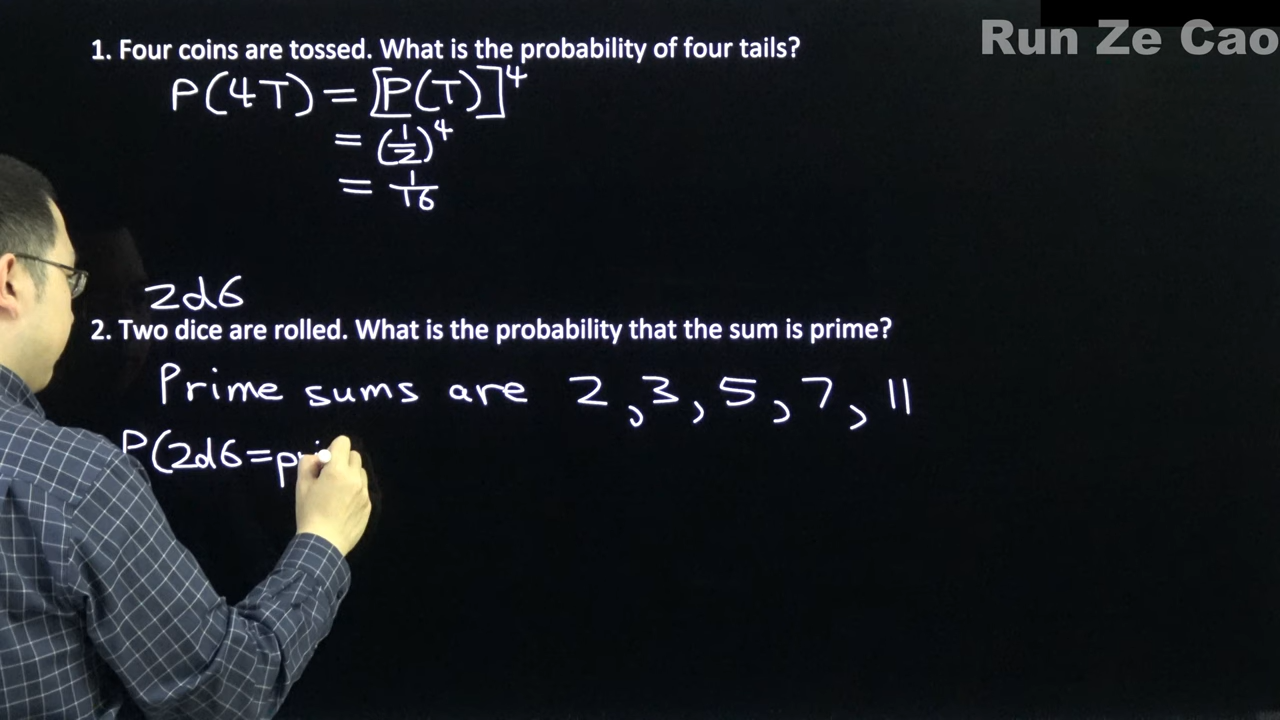 Run Ze Cao
1. Four coins are tossed. What is the probability of four tails?
P(4T) = [P(T)]⁴
= (1/2)⁴
= 1/16
2d6
2. Two dice are rolled. What is the probability that the sum is prime?
Prime sums are 2, 3, 5, 7, 11
P(2d6=pri